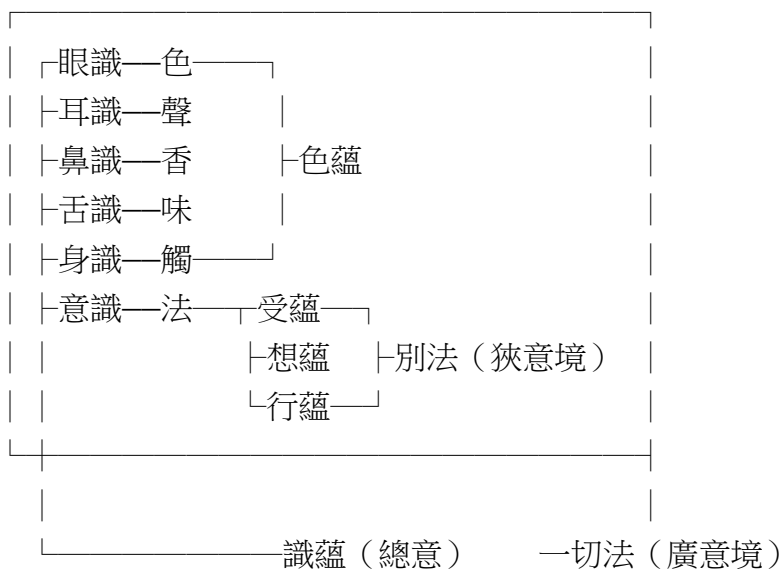 ┌眼識──色───┐
├耳識──聲 │
├鼻識──香 ├色蘊
├舌識──味 │
├身識──觸───┘
├意識──法─┬受蘊─┐
├想蘊 ├別法（狹意境）
└行蘊─┘
識蘊（總意） 一切法（廣意境）